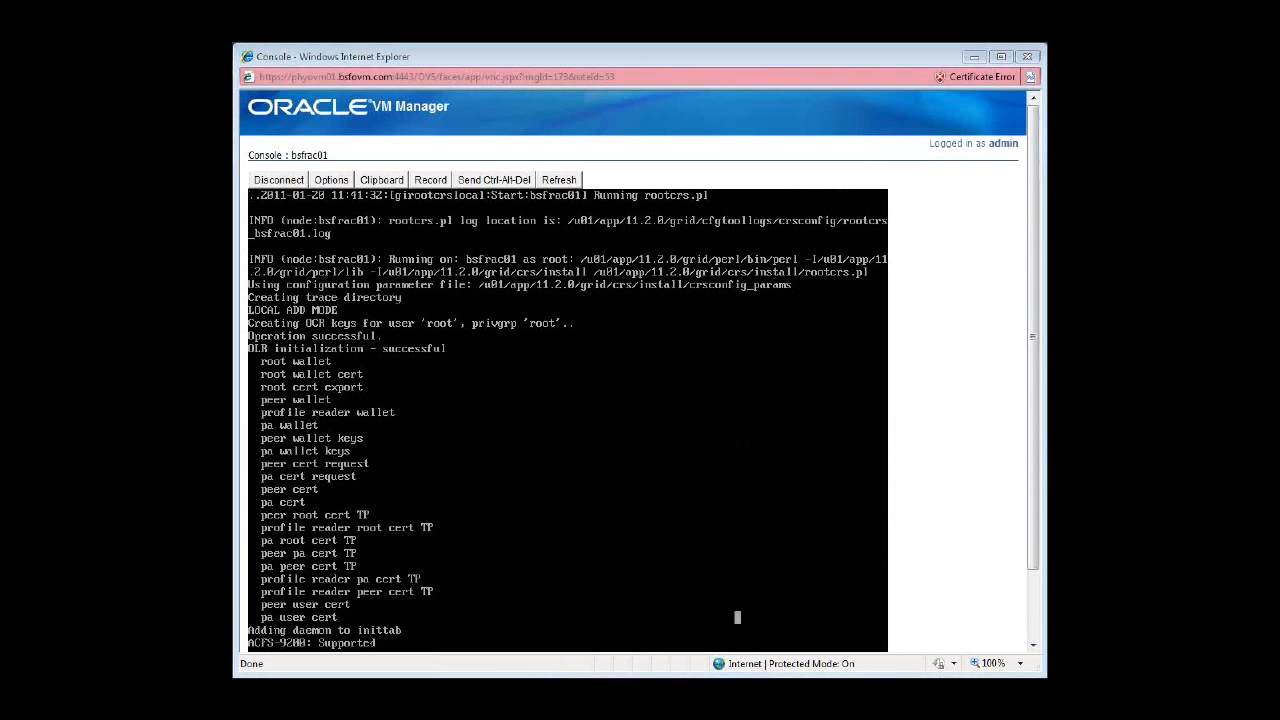 Console - Windows Internet Explorer
https://phyovm01.bsfovm.com:4443/OVS/faces/app/vnc.jspx?imgId=173&siteId=53
Certificate Error
ORACLE VM Manager
Logged in as admin
Console : bsfrac01
Disconnect Options Clipboard Record Send Ctrl-Alt-Del Refresh
..2011-01-20 11:41:32:[girootcrslocal:Start:bsfrac01] Running rootcrs.pl
INFO (node:bsfrac01): rootcrs.pl log location is: /u01/app/11.2.0/grid/cfgtoollogs/crsconfig/rootcrs
_bsfrac01.log
INFO (node:bsfrac01): Running on: bsfrac01 as root: /u01/app/11.2.0/grid/perl/bin/perl -I/u01/app/11
.2.0/grid/perl/lib -I/u01/app/11.2.0/grid/crs/install /u01/app/11.2.0/grid/crs/install/rootcrs.pl
Using configuration parameter file: /u01/app/11.2.0/grid/crs/install/crsconfig_params
Creating trace directory
LOCAL ADD MODE
Creating OCR keys for user 'root', privgrp 'root'..
Operation successful.
OLR initialization - successful
root wallet
root wallet cert
root cert export
peer wallet
profile reader wallet
pa wallet
peer wallet keys
pa wallet keys
peer cert request
pa cert request
peer cert
pa cert
peer root cert TP
profile reader root cert TP
pa root cert TP
peer pa cert TP
pa peer cert TP
profile reader pa cert TP
profile reader peer cert TP
peer user cert
pa user cert
Adding daemon to inittab
ACFS-9200: Supported
Done
Internet | Protected Mode: On
100%